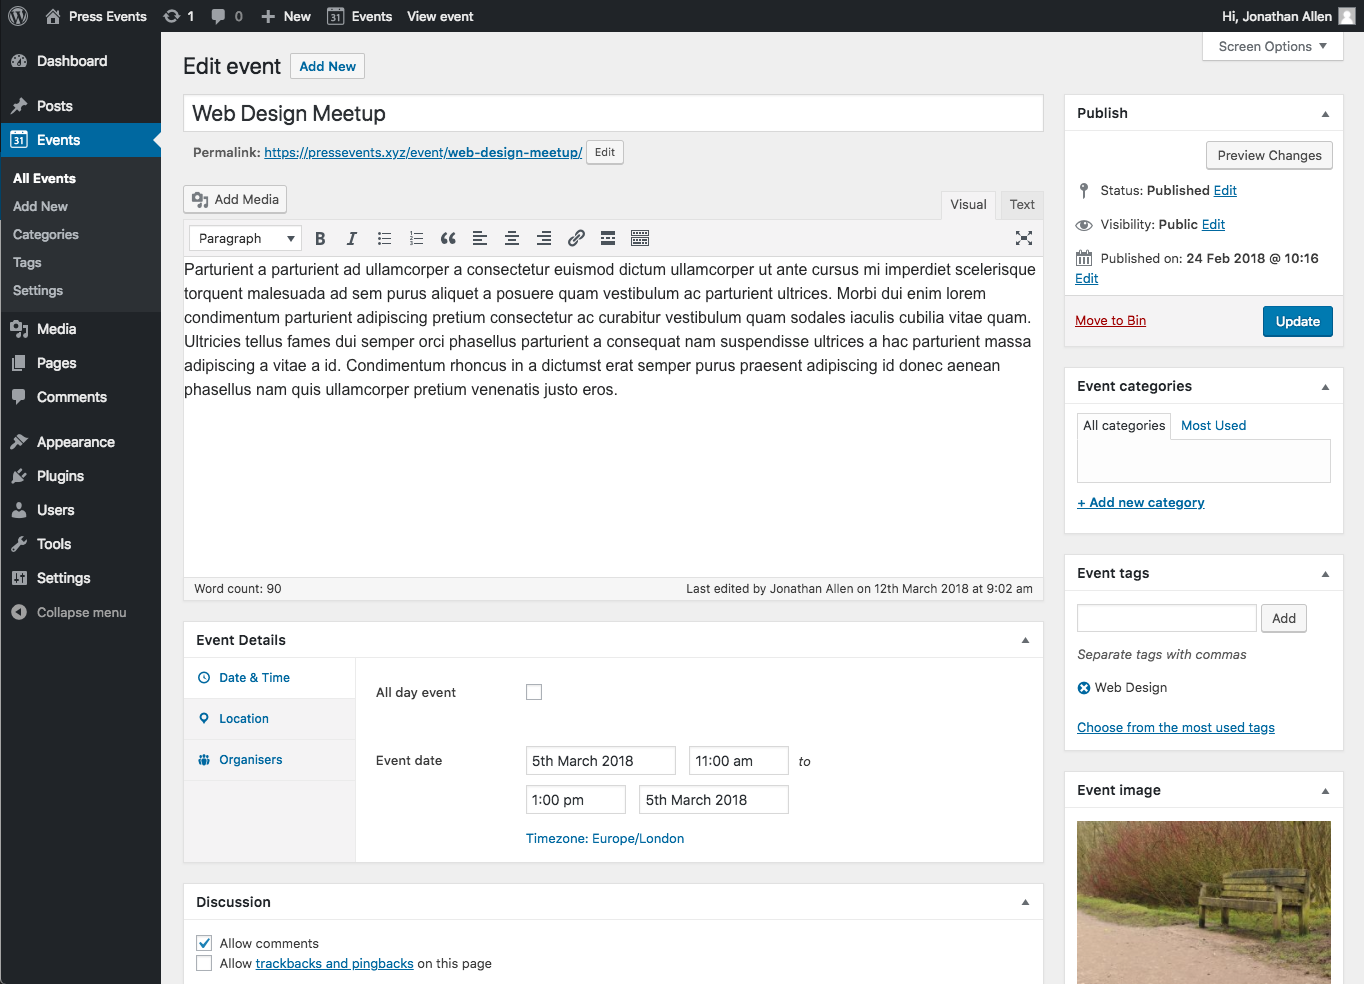 Press Events 1 0 New 31 Events View event Hi, Jonathan Allen
Screen Options
Dashboard
Posts
31 Events
All Events
Add New
Categories
Tags
Settings
Media
Pages
Comments
Appearance
Plugins
Users
Tools
Settings
Collapse menu
Edit event Add New
Web Design Meetup
Permalink: https://pressevents.xyz/event/web-design-meetup/ Edit
Add Media
Visual Text
Paragraph B I
Parturient a parturient ad ullamcorper a consectetur euismod dictum ullamcorper ut ante cursus mi imperdiet scelerisque
torquent malesuada ad sem purus aliquet a posuere quam vestibulum ac parturient ultrices. Morbi dui enim lorem
condimentum parturient adipiscing pretium consectetur ac curabitur vestibulum quam sodales iaculis cubilia vitae quam.
Ultricies tellus fames dui semper orci phasellus parturient a consequat nam suspendisse ultrices a hac parturient massa
adipiscing a vitae a id. Condimentum rhoncus in a dictumst erat semper purus praesent adipiscing id donec aenean
phasellus nam quis ullamcorper pretium venenatis justo eros.
Word count: 90 Last edited by Jonathan Allen on 12th March 2018 at 9:02 am
Event Details
Date & Time
Location
Organisers
All day event
Event date
5th March 2018 11:00 am to
1:00 pm 5th March 2018
Timezone: Europe/London
Discussion
Allow comments
Allow trackbacks and pingbacks on this page
Publish
Preview Changes
Status: Published Edit
Visibility: Public Edit
Published on: 24 Feb 2018 @ 10:16
Edit
Move to Bin Update
Event categories
All categories Most Used
+ Add new category
Event tags
Add
Separate tags with commas
Web Design
Choose from the most used tags
Event image